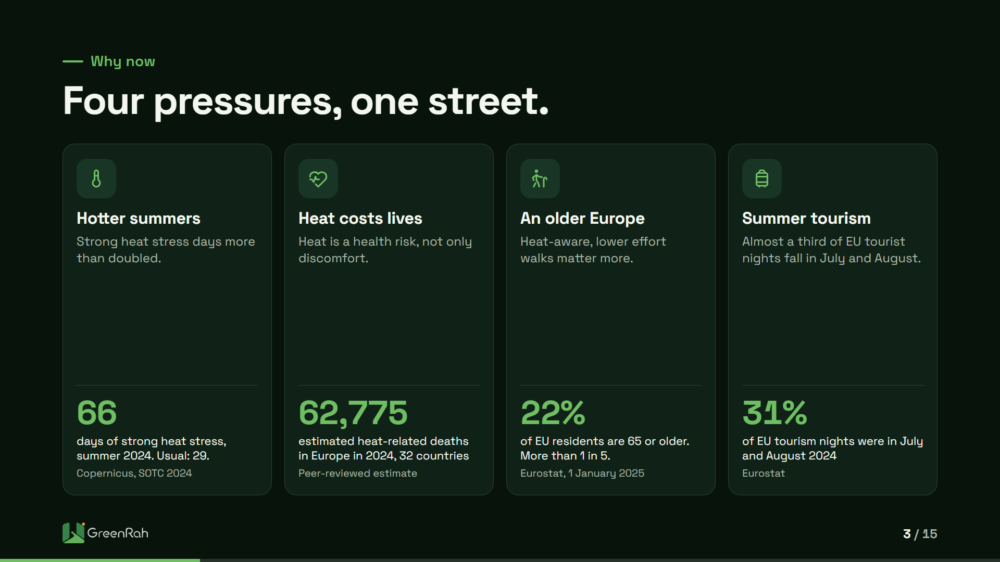 Why now
Four pressures, one street.
Hotter summers
Strong heat stress days more
than doubled.
66
days of strong heat stress,
summer 2024. Usual: 29.
Copernicus, SOTC 2024
Heat costs lives
Heat is a health risk, not only
discomfort.
62,775
estimated heat-related deaths
in Europe in 2024, 32 countries
Peer-reviewed estimate
An older Europe
Heat-aware, lower effort
walks matter more.
22%
of EU residents are 65 or older.
More than 1 in 5.
Eurostat, 1 January 2025
Summer tourism
Almost a third of EU tourist
nights fall in July and August.
31%
of EU tourism nights were in July
and August 2024
Eurostat
GreenRah
3 / 15